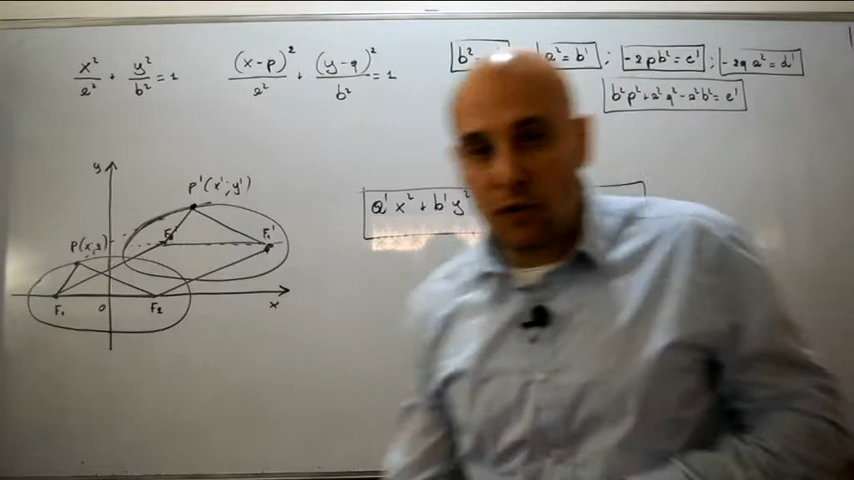 x²/a² + y²/b² = 1
(x-p)²/a² + (y-q)²/b² = 1
b² =
a² = b' ; -2pb² = c' ; -2qa² = d'
b²p² + a²q² - a²b² = e'
a'x² + b'y²
y
P'(x';y')
P(x;y)
F₁'
F₁ O F₂ x